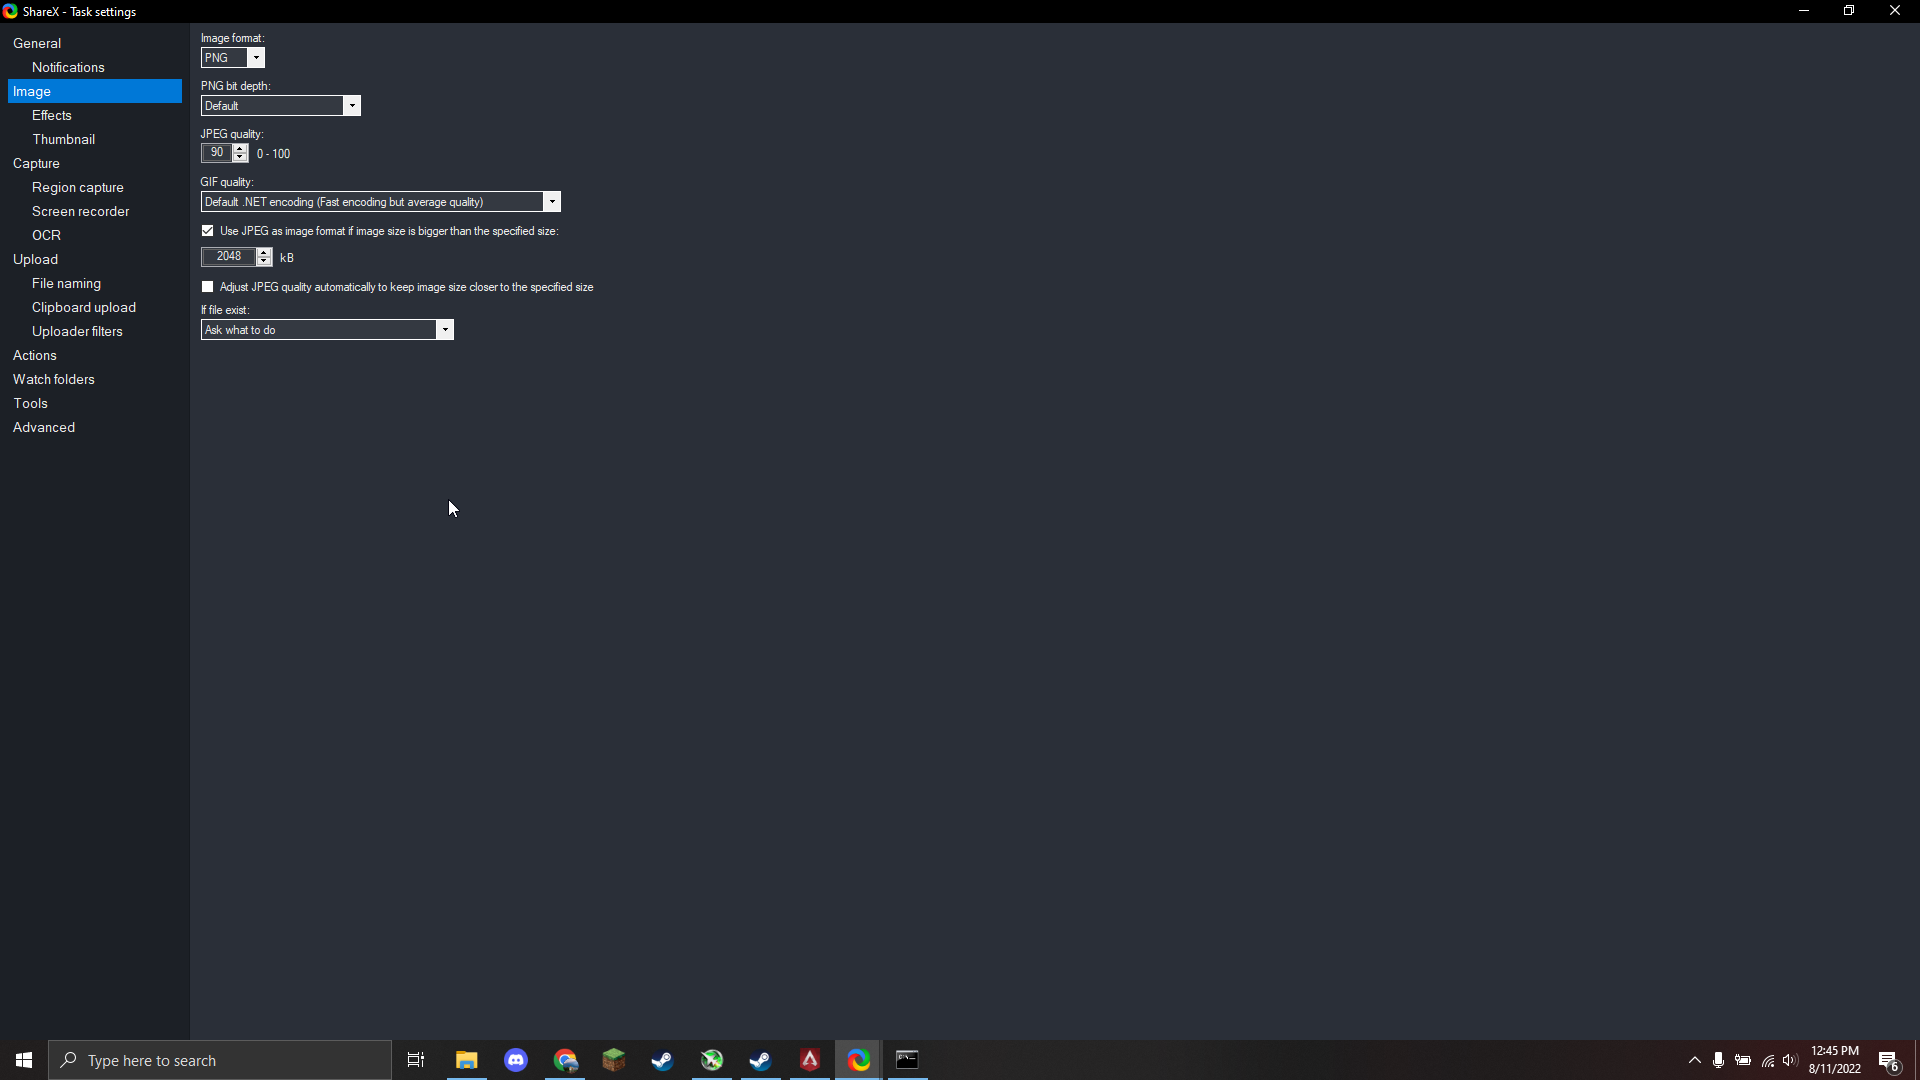 ShareX - Task settings
General
Notifications
Image
Effects
Thumbnail
Capture
Region capture
Screen recorder
OCR
Upload
File naming
Clipboard upload
Uploader filters
Actions
Watch folders
Tools
Advanced
Image format:
PNG
PNG bit depth:
Default
JPEG quality:
90 0 - 100
GIF quality:
Default .NET encoding (Fast encoding but average quality)
Use JPEG as image format if image size is bigger than the specified size:
2048 kB
Adjust JPEG quality automatically to keep image size closer to the specified size
If file exist:
Ask what to do
Type here to search
12:45 PM
8/11/2022
6